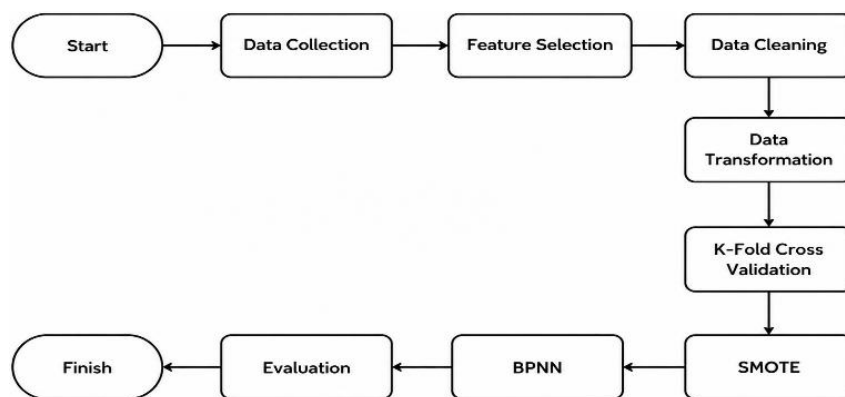 Start
Data Collection
Feature Selection
Data Cleaning
Data
Transformation
K-Fold Cross
Validation
SMOTE
BPNN
Evaluation
Finish